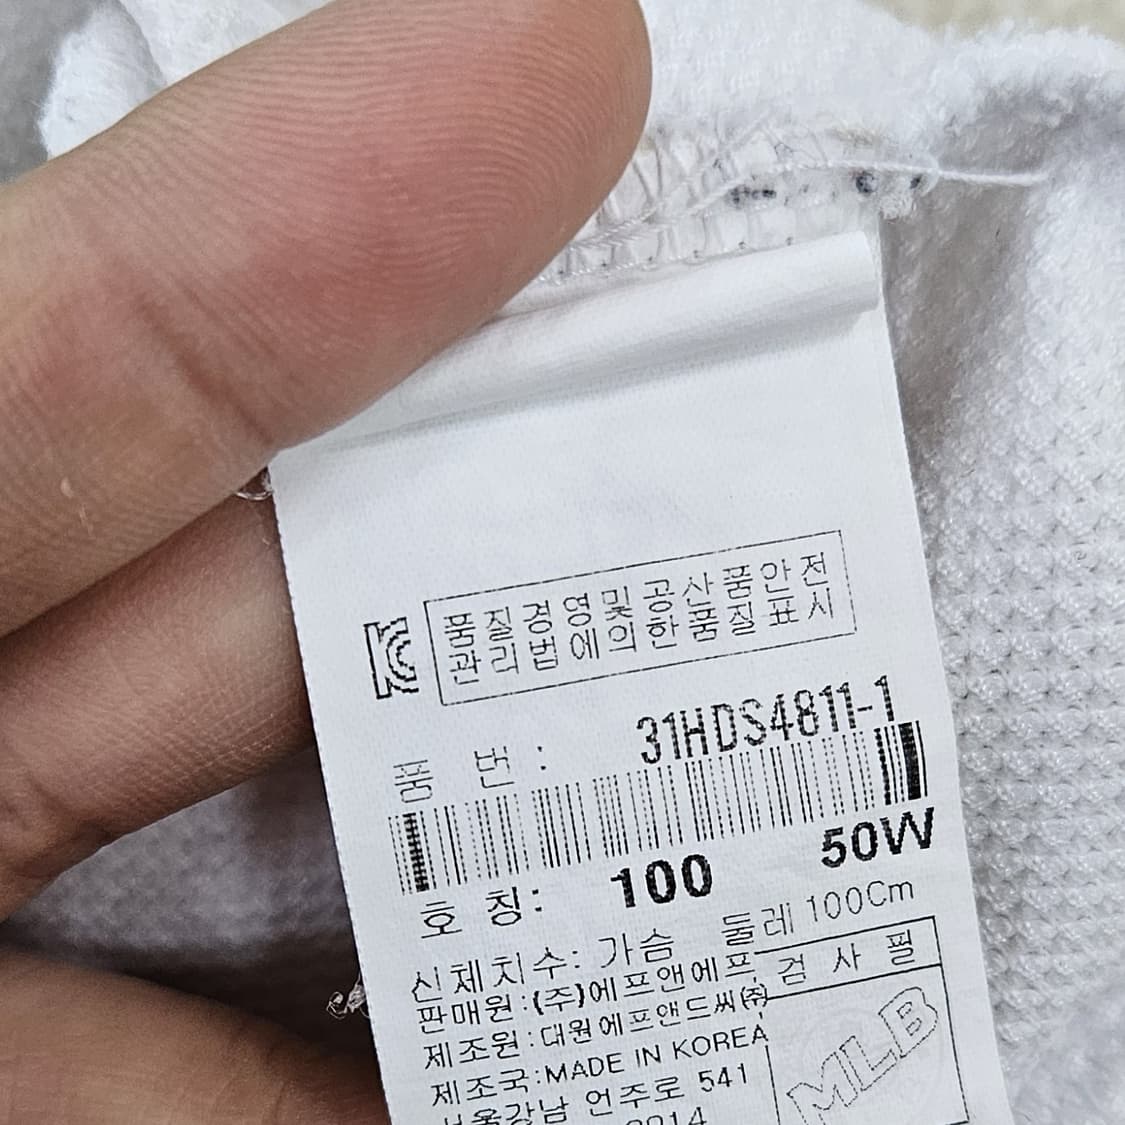 품질경영및공산품안전
관리법에의한품질표시
품 번 : 31HDS4811-1
50W
호 칭: 100
신체치수: 가슴 둘레 100Cm
판매원:(주)에프앤에프
검 사 필
제조원:대원에프앤드씨(주)
MLB
제조국:MADE IN KOREA
서울강남 언주로 541
2014